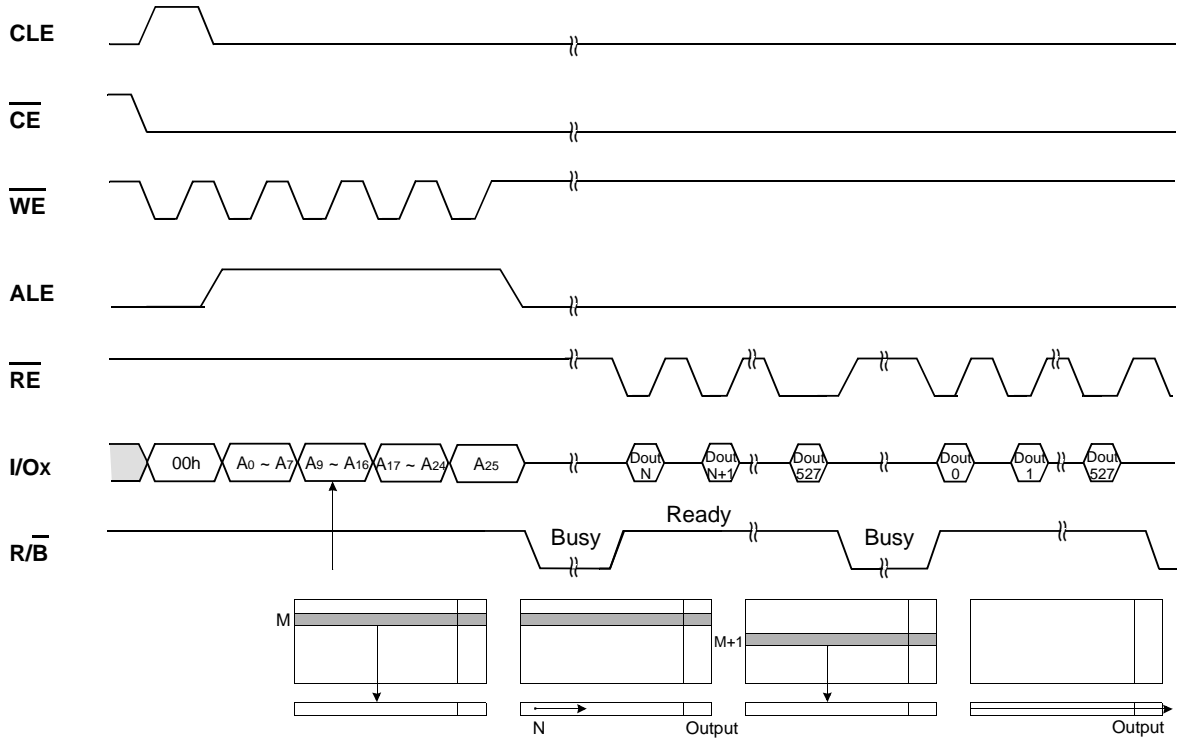 CLE
CE
WE
ALE
RE
I/Ox 00h A0 ~ A7 A9 ~ A16 A17 ~ A24 A25 Dout N Dout N+1 Dout 527 Dout 0 Dout 1 Dout 527
R/B Busy Ready Busy
M M+1
N Output Output